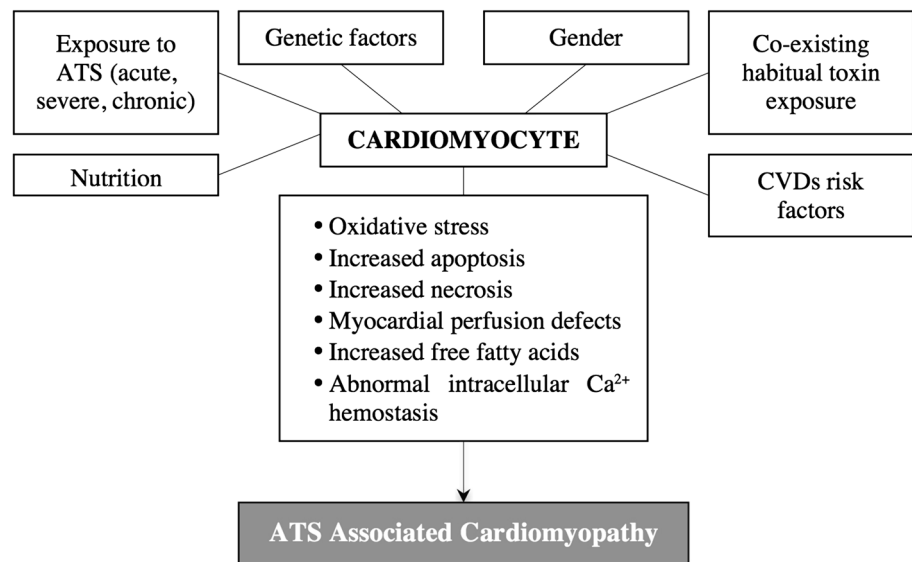 Exposure to
ATS (acute,
severe, chronic)
Genetic factors
Gender
Co-existing
habitual toxin
exposure
CARDIOMYOCYTE
Nutrition
CVDs risk
factors
• Oxidative stress
• Increased apoptosis
• Increased necrosis
• Myocardial perfusion defects
• Increased free fatty acids
• Abnormal intracellular Ca²⁺
hemostasis
ATS Associated Cardiomyopathy